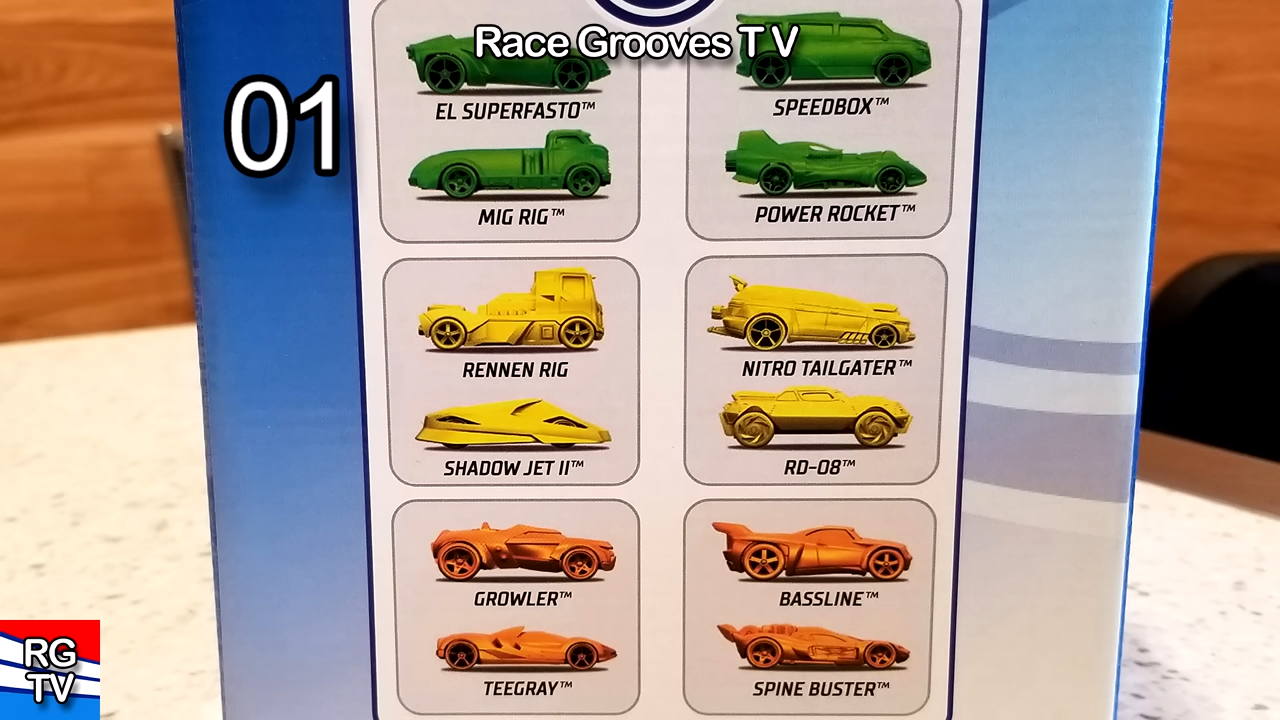 Race Grooves T V
01
EL SUPERFASTO™
SPEEDBOX™
MIG RIG™
POWER ROCKET™
RENNEN RIG
NITRO TAILGATER™
SHADOW JET II™
RD-08™
GROWLER™
BASSLINE™
TEEGRAY™
SPINE BUSTER™
RG
TV